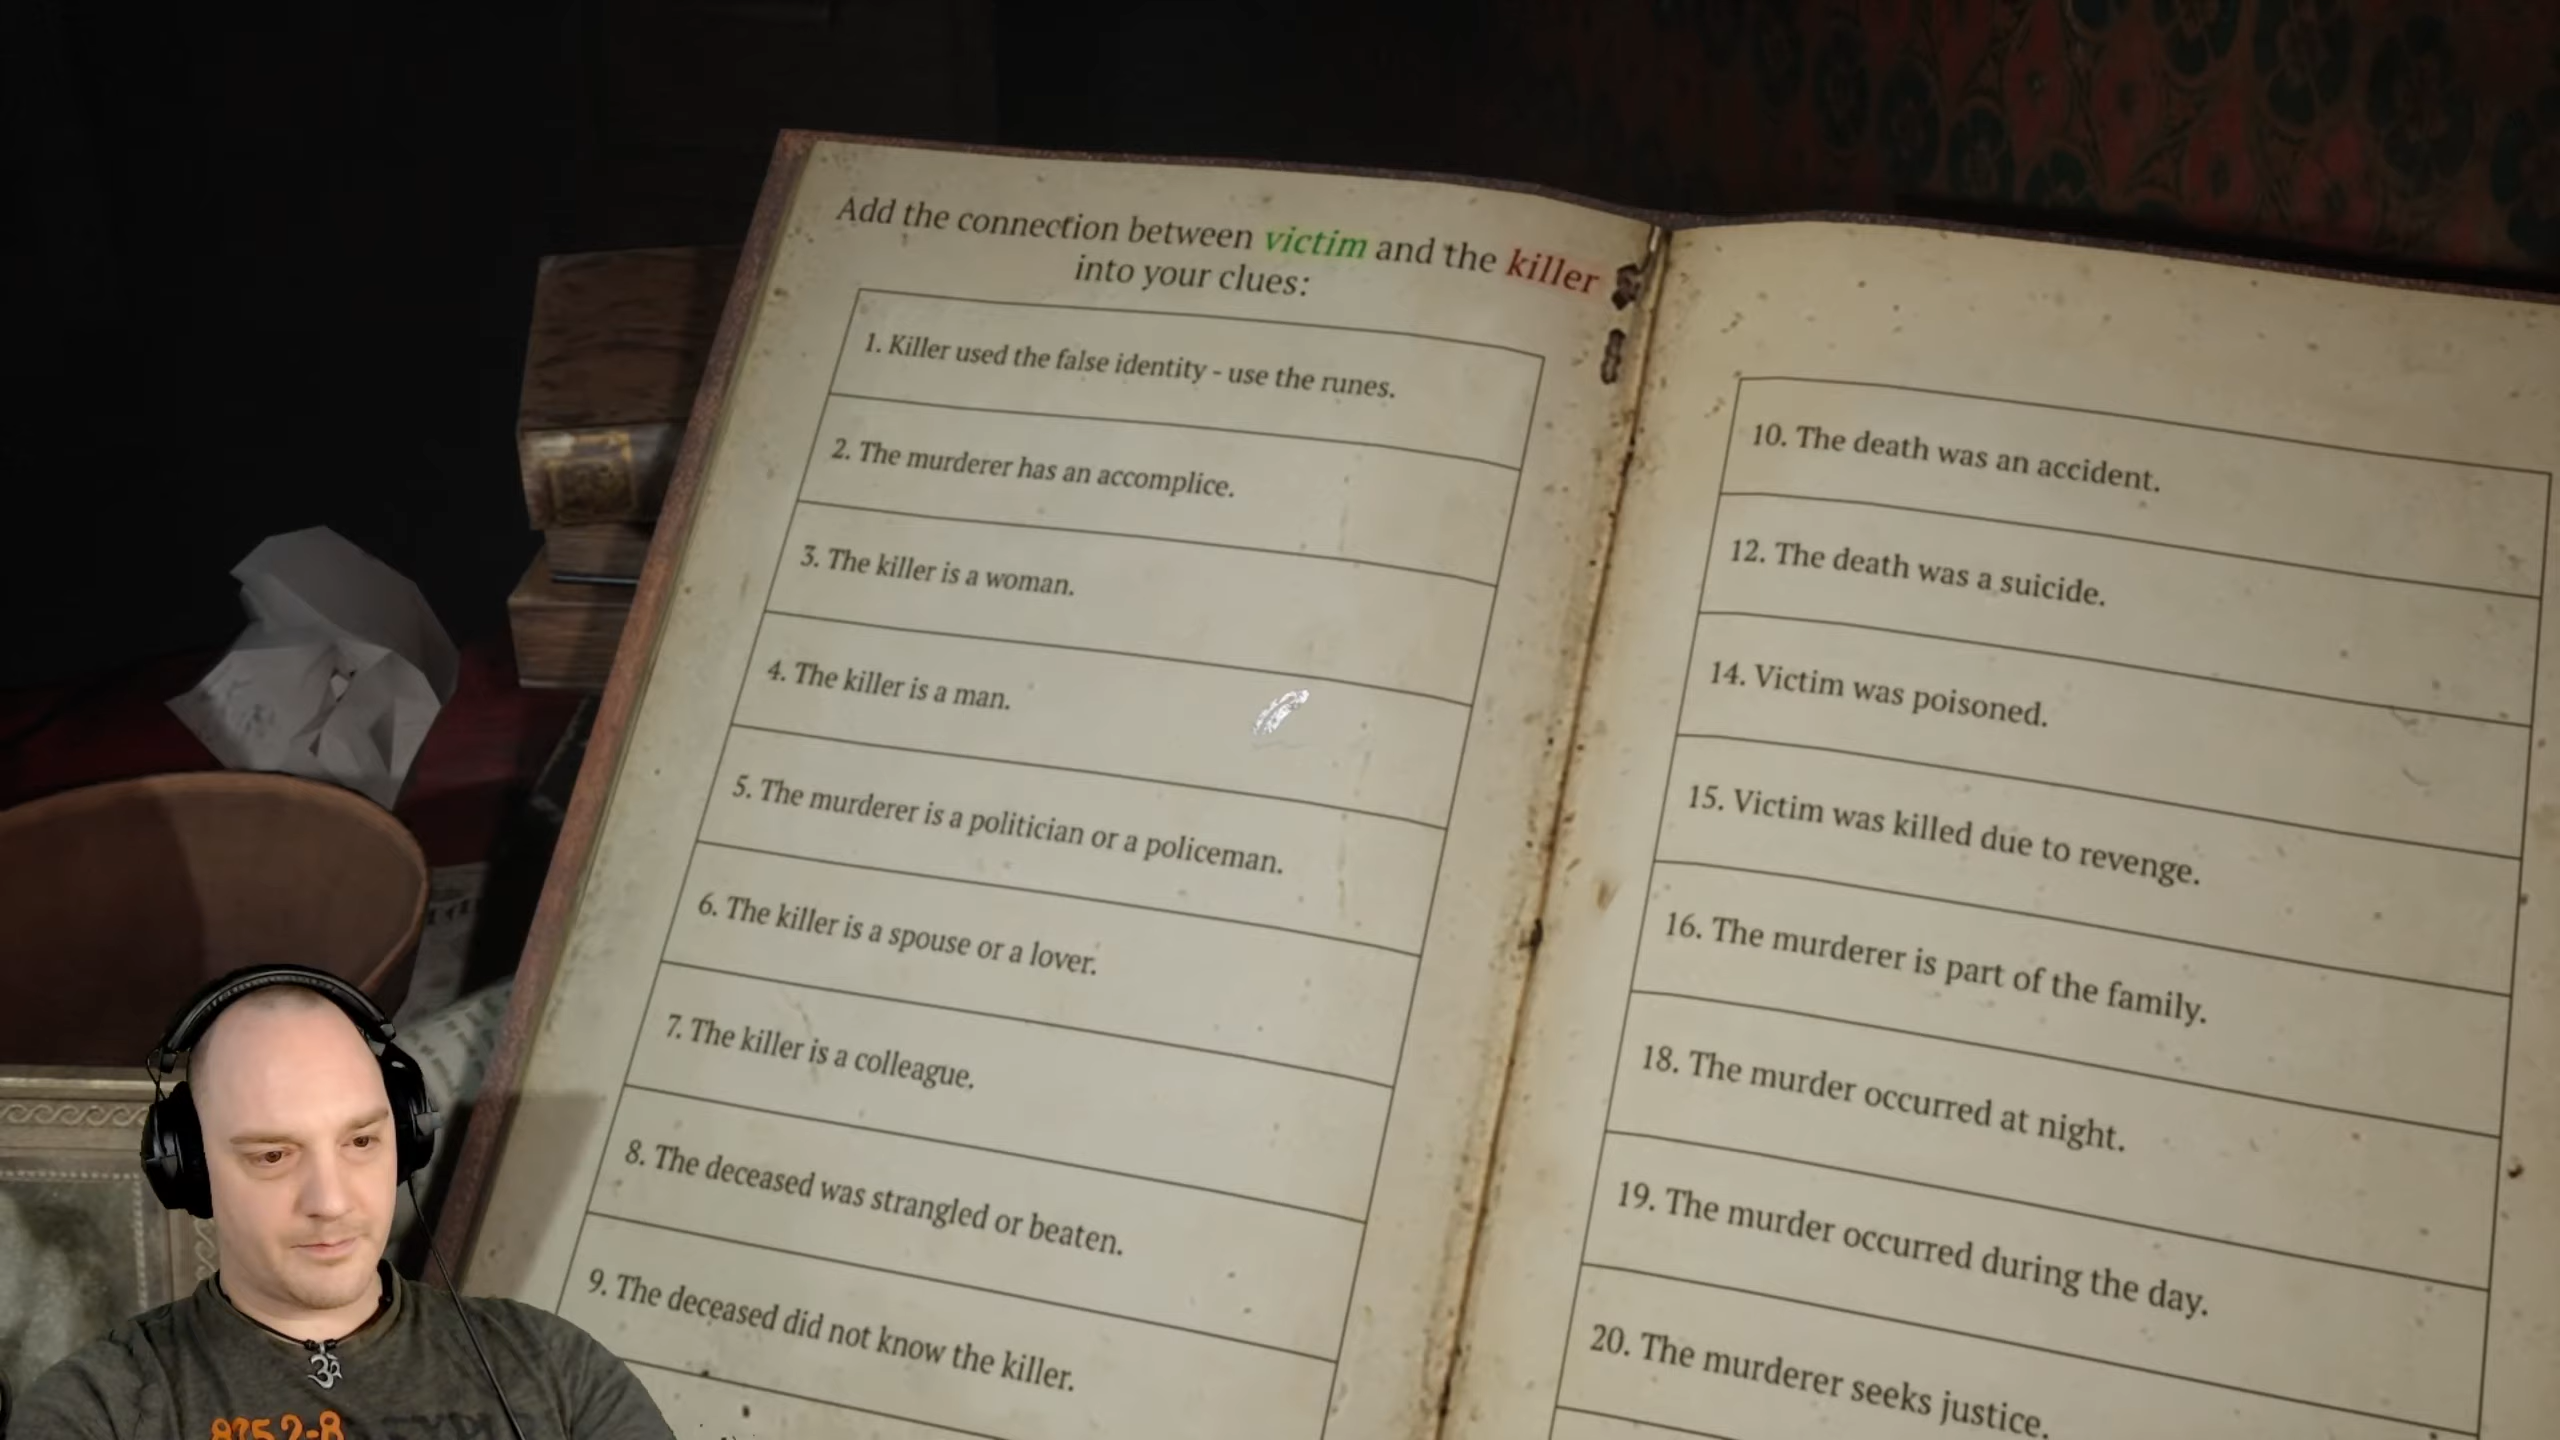 Add the connection between victim and the killer
into your clues:
1. Killer used the false identity - use the runes.
2. The murderer has an accomplice.
3. The killer is a woman.
4. The killer is a man.
5. The murderer is a politician or a policeman.
6. The killer is a spouse or a lover.
7. The killer is a colleague.
8. The deceased was strangled or beaten.
9. The deceased did not know the killer.
10. The death was an accident.
12. The death was a suicide.
14. Victim was poisoned.
15. Victim was killed due to revenge.
16. The murderer is part of the family.
18. The murder occurred at night.
19. The murder occurred during the day.
20. The murderer seeks justice.